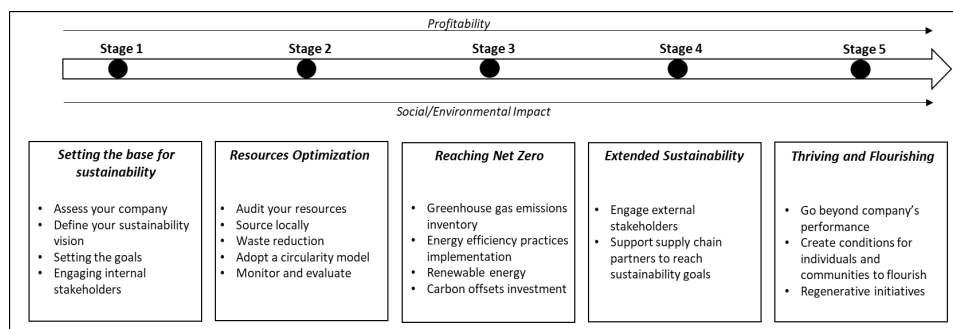 Profitability
Stage 1
Stage 2
Stage 3
Stage 4
Stage 5
Social/Environmental Impact
Setting the base for
sustainability
• Assess your company
• Define your sustainability
vision
• Setting the goals
• Engaging internal
stakeholders
Resources Optimization
• Audit your resources
• Source locally
• Waste reduction
• Adopt a circularity model
• Monitor and evaluate
Reaching Net Zero
• Greenhouse gas emissions
inventory
• Energy efficiency practices
implementation
• Renewable energy
• Carbon offsets investment
Extended Sustainability
• Engage external
stakeholders
• Support supply chain
partners to reach
sustainability goals
Thriving and Flourishing
• Go beyond company’s
performance
• Create conditions for
individuals and
communities to flourish
• Regenerative initiatives